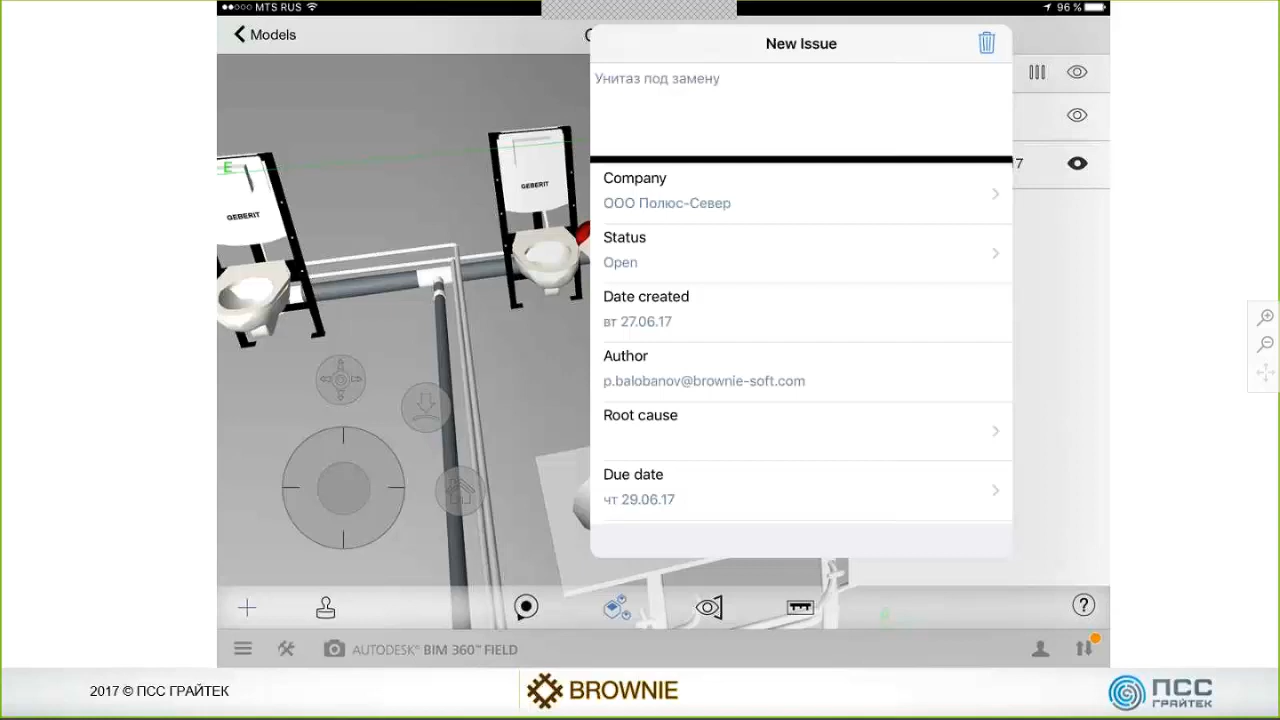 MTS RUS
96 %
Models
New Issue
Унитаз под замену
7
Company
ООО Полюс-Север
Status
Open
Date created
вт 27.06.17
Author
p.balobanov@brownie-soft.com
Root cause
Due date
чт 29.06.17
E
GEBERIT
GEBERIT
?
AUTODESK® BIM 360™ FIELD
2017 © ПСС ГРАЙТЕК
BROWNIE
ПСС
ГРАЙТЕК